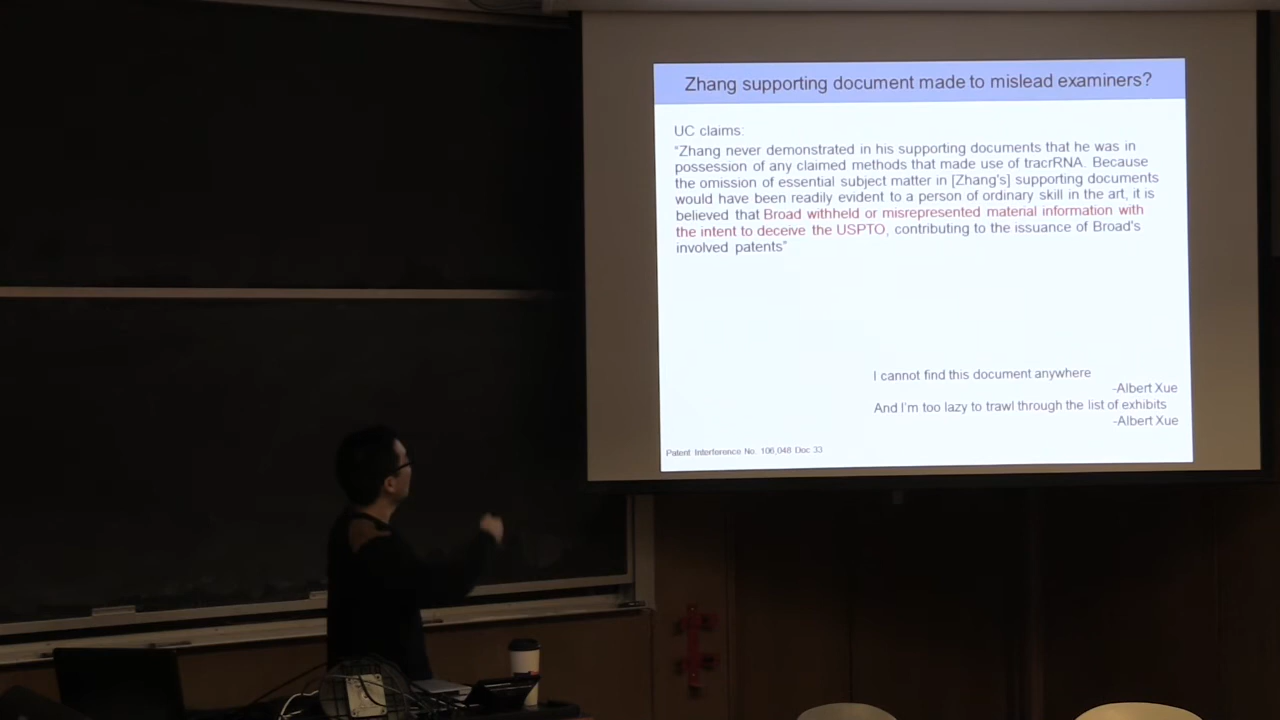 Zhang supporting document made to mislead examiners?
UC claims:
“Zhang never demonstrated in his supporting documents that he was in
possession of any claimed methods that made use of tracrRNA. Because
the omission of essential subject matter in [Zhang's] supporting documents
would have been readily evident to a person of ordinary skill in the art, it is
believed that Broad withheld or misrepresented material information with
the intent to deceive the USPTO, contributing to the issuance of Broad's
involved patents”
I cannot find this document anywhere
-Albert Xue
And I'm too lazy to trawl through the list of exhibits
-Albert Xue
Patent Interference No. 106,048 Doc 33